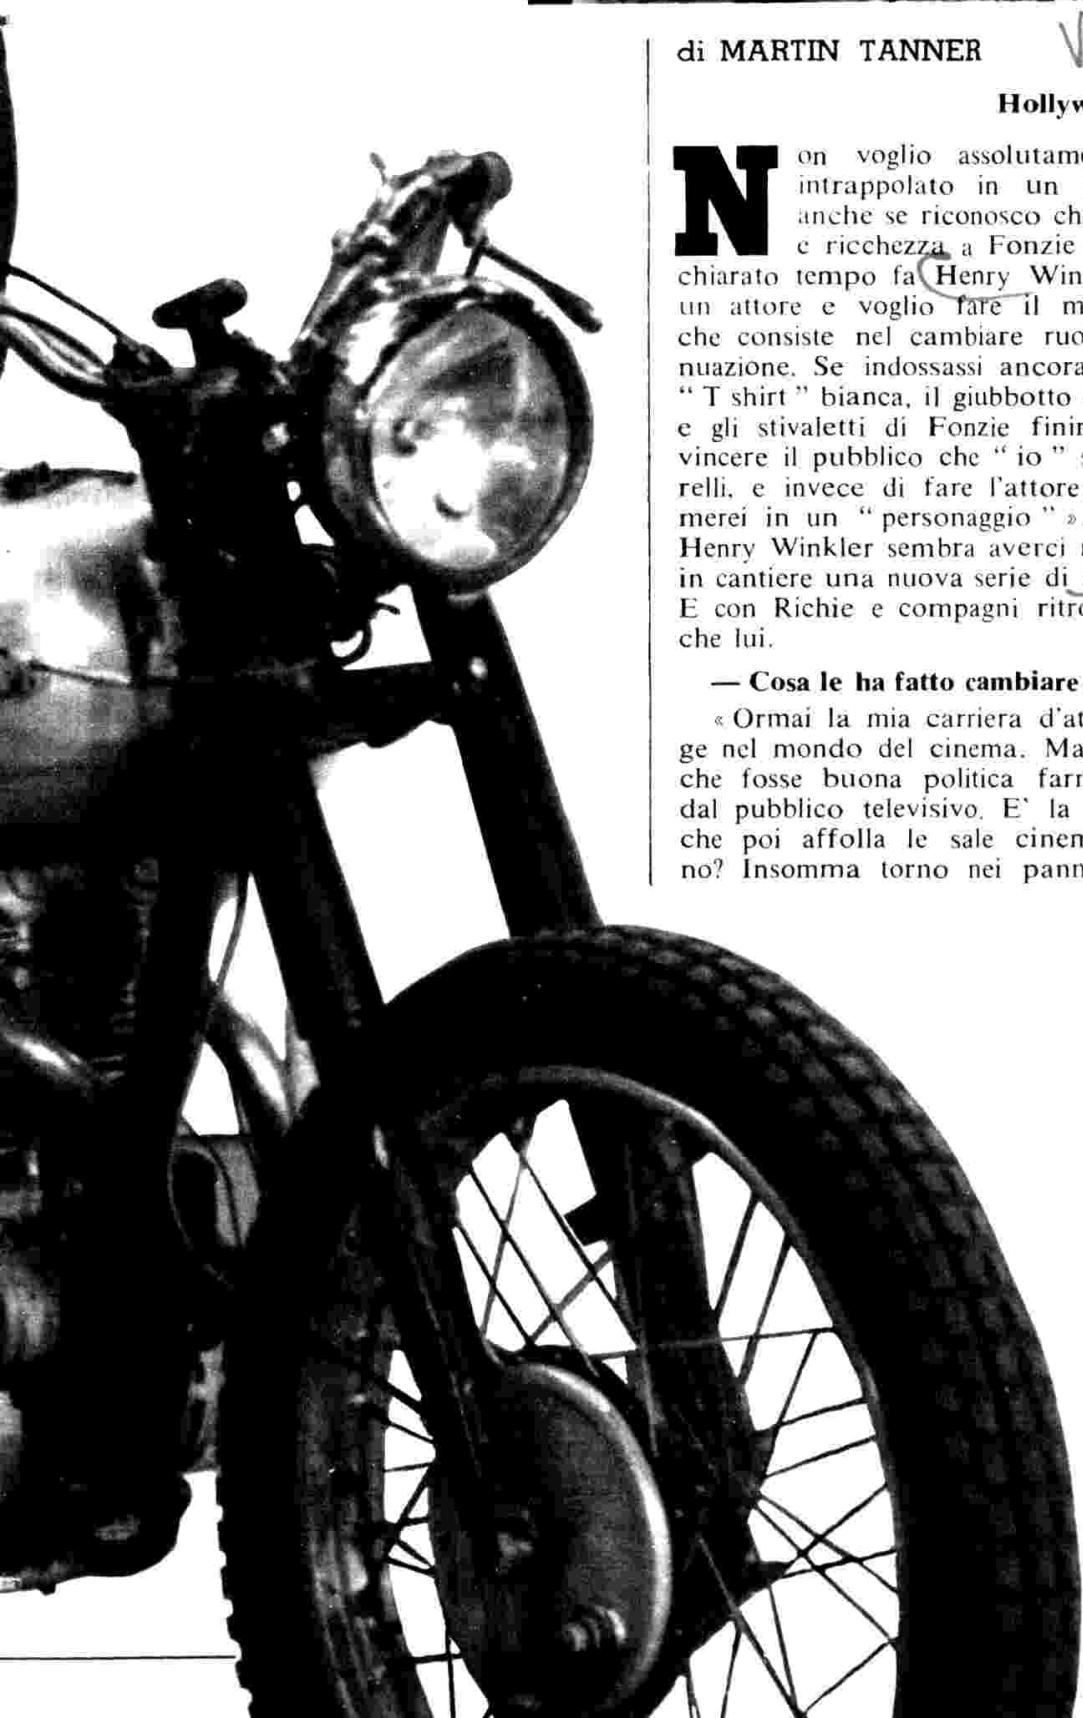 di MARTIN TANNER
Hollyw
Non voglio assolutame
intrappolato in un
anche se riconosco ch
e ricchezza a Fonzie
chiarato tempo fa Henry Win
un attore e voglio fare il m
che consiste nel cambiare ruo
nuazione. Se indossassi ancora
“ T shirt ” bianca, il giubbotto
e gli stivaletti di Fonzie finir
vincere il pubblico che “ io ” s
relli, e invece di fare l'attore
merei in un “ personaggio ” »
Henry Winkler sembra averci
in cantiere una nuova serie di
E con Richie e compagni ritro
che lui.
— Cosa le ha fatto cambiare
« Ormai la mia carriera d'at
ge nel mondo del cinema. Ma
che fosse buona politica farm
dal pubblico televisivo. E` la
che poi affolla le sale cinem
no? Insomma torno nei pann